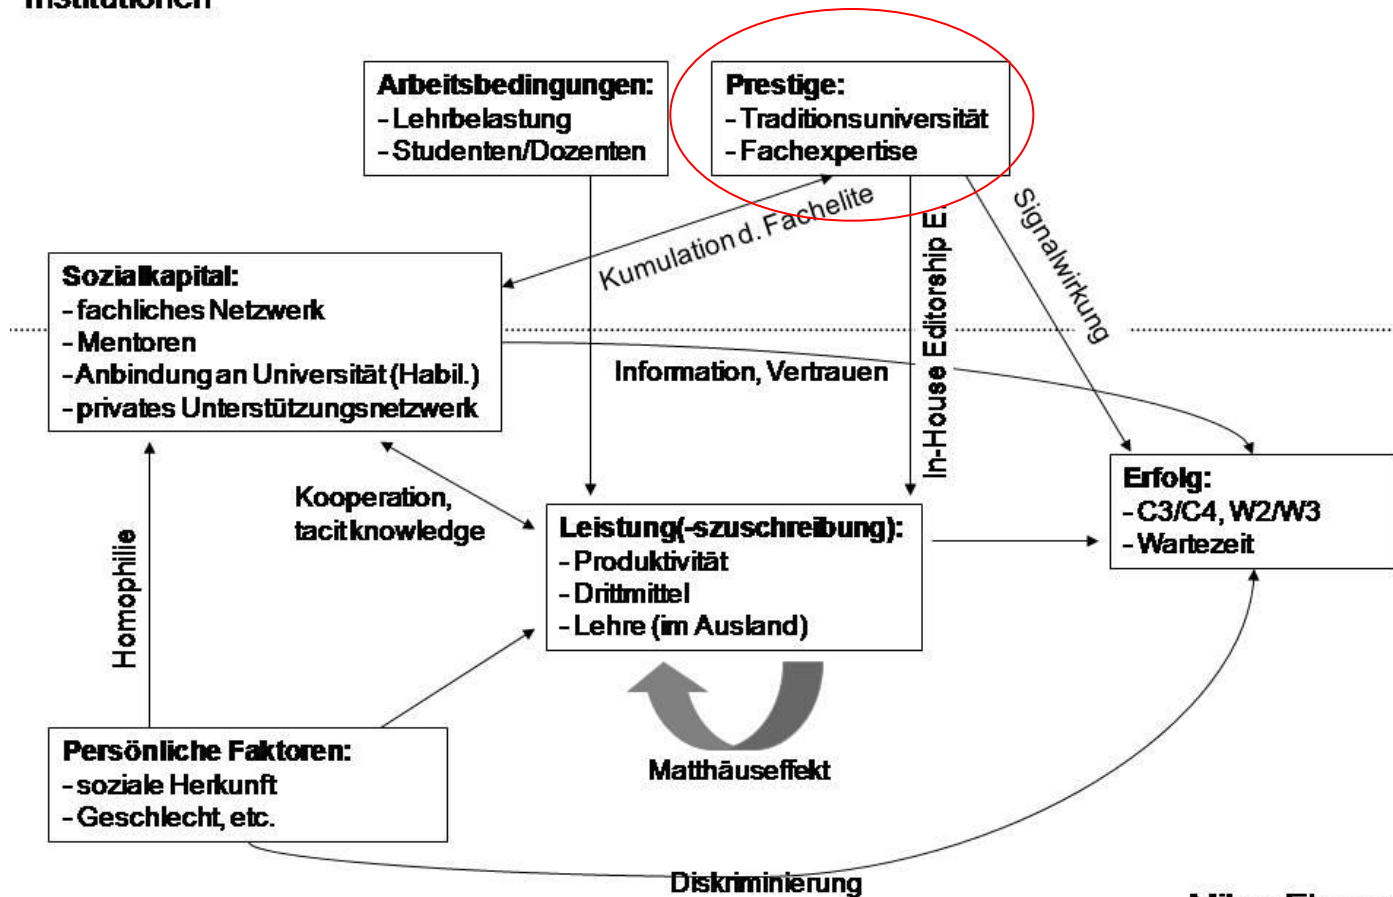 Institutionen
Arbeitsbedingungen:
- Lehrbelastung
- Studenten/Dozenten
Prestige:
- Traditionsuniversität
- Fachexpertise
Kumulation d. Fachelite
In-House Editorship E.
Signalwirkung
Sozialkapital:
- fachliches Netzwerk
- Mentoren
- Anbindung an Universität (Habil.)
- privates Unterstützungsnetzwerk
Information, Vertrauen
Erfolg:
- C3/C4, W2/W3
- Wartezeit
Kooperation,
tacit knowledge
Leistung(-szuschreibung):
- Produktivität
- Drittmittel
- Lehre (im Ausland)
Homophilie
Matthäuseffekt
Persönliche Faktoren:
- soziale Herkunft
- Geschlecht, etc.
Diskriminierung